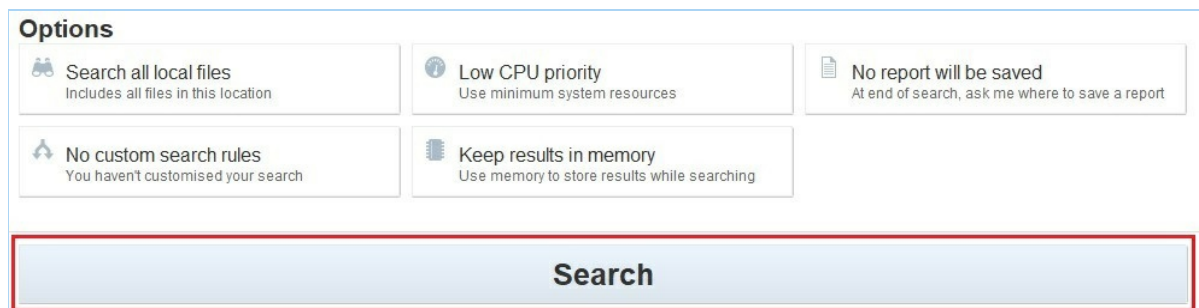 Options
Search all local files
Includes all files in this location
Low CPU priority
Use minimum system resources
No report will be saved
At end of search, ask me where to save a report
No custom search rules
You haven't customised your search
Keep results in memory
Use memory to store results while searching
Search